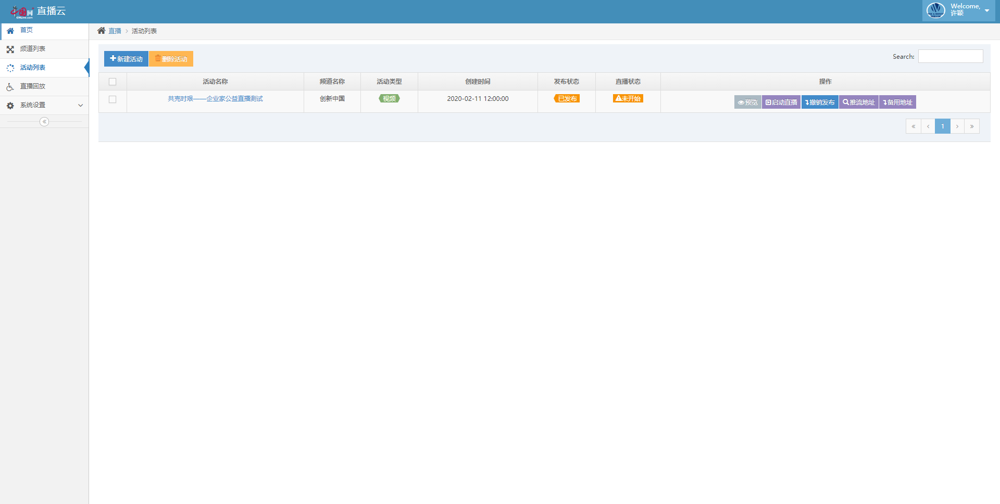 中国网 直播云
CNLive.com
Welcome,
许颖
首页
频道列表
活动列表
直播回放
系统设置
直播 > 活动列表
新建活动 删除活动
Search:
活动名称 频道名称 活动类型 创建时间 发布状态 直播状态 操作
共克时艰——企业家公益直播测试 创新中国 视频 2020-02-11 12:00:00 已发布 未开始 预览 启动直播 撤销发布 推流地址 备用地址
« ‹ 1 › »